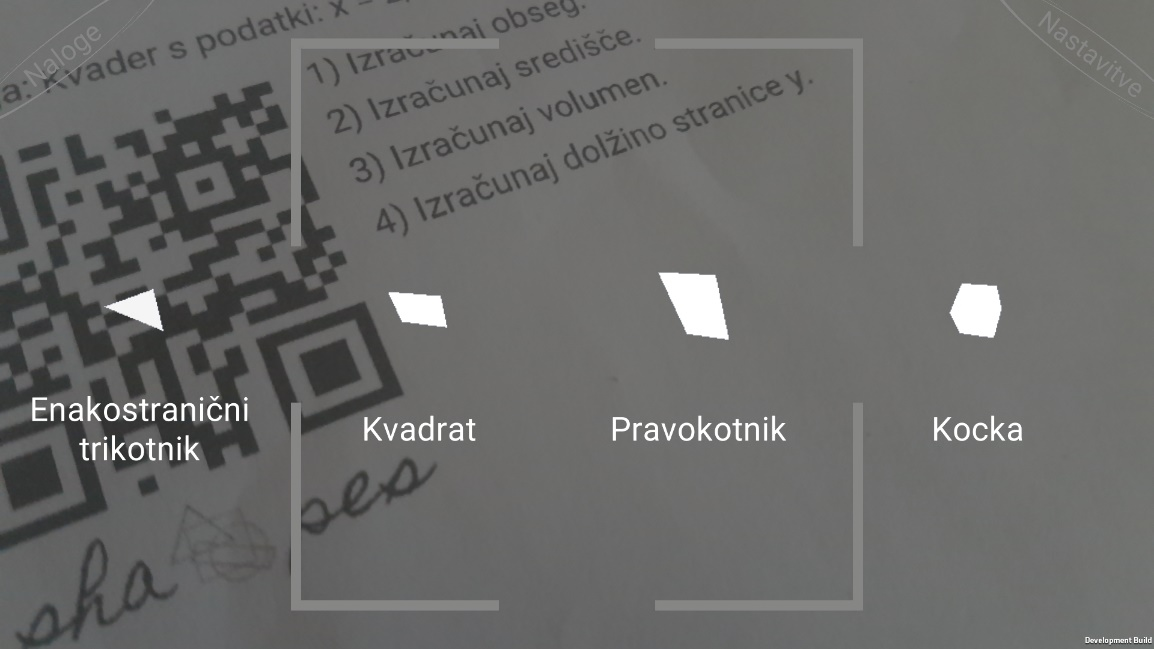 Naloge
Nastavitve
a: Kvader s podatki: x =
1) Izračunaj obseg.
2) Izračunaj središče.
3) Izračunaj volumen.
4) Izračunaj dolžino stranice y.
Enakostranični
trikotnik
Kvadrat
Pravokotnik
Kocka
sha ses
Development Build